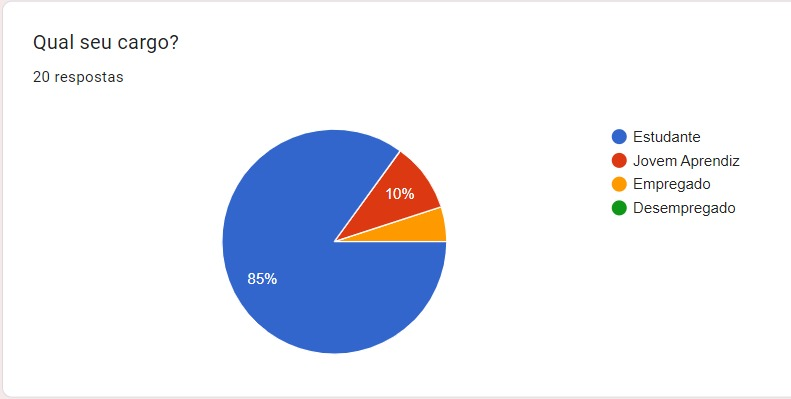 Qual seu cargo?
20 respostas
Estudante
Jovem Aprendiz
Empregado
Desempregado
10%
85%